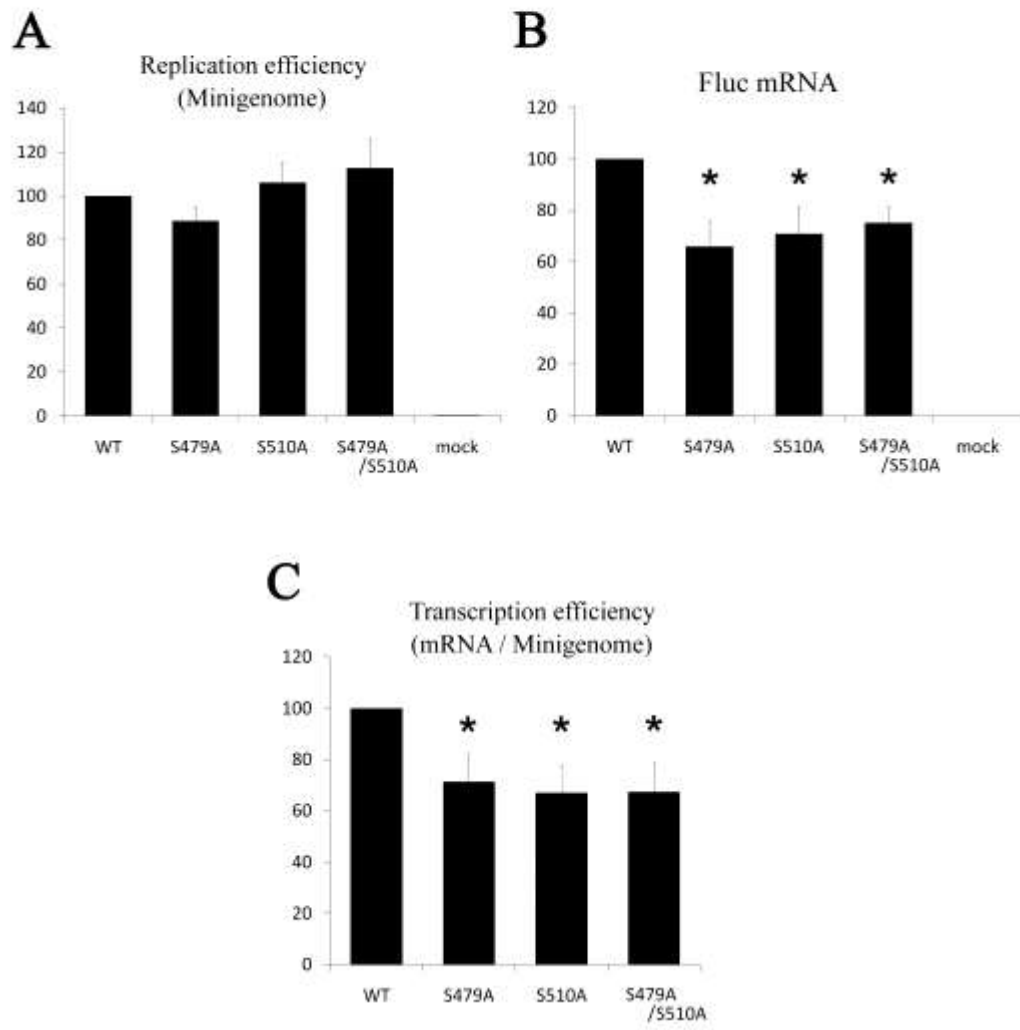 A
Replication efficiency
(Minigenome)
140
120
100
80
60
40
20
0
WT S479A S510A S479A mock
/S510A
B
Fluc mRNA
120
100
80
60
40
20
0
* * *
WT S479A S510A S479A mock
/S510A
C
Transcription efficiency
(mRNA / Minigenome)
120
100
80
60
40
20
0
* * *
WT S479A S510A S479A
/S510A